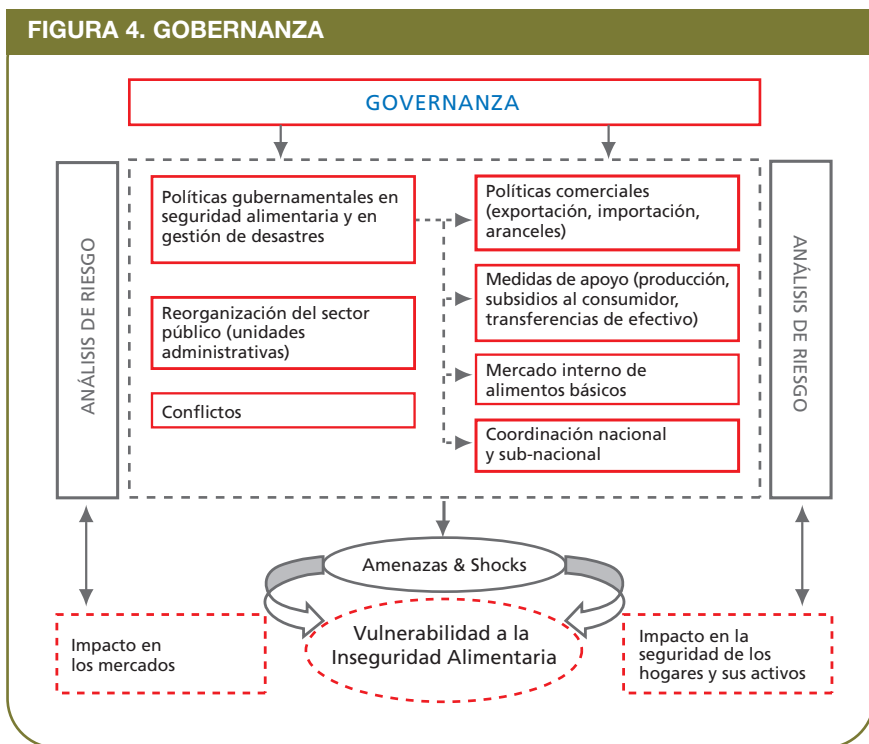 FIGURA 4. GOBERNANZA
GOVERNANZA
ANÁLISIS DE RIESGO
Políticas gubernamentales en
seguridad alimentaria y en
gestión de desastres
Reorganización del sector
público (unidades
administrativas)
Conflictos
Políticas comerciales
(exportación, importación,
aranceles)
Medidas de apoyo (producción,
subsidios al consumidor,
transferencias de efectivo)
Mercado interno de
alimentos básicos
Coordinación nacional
y sub-nacional
ANÁLISIS DE RIESGO
Amenazas & Shocks
Impacto en
los mercados
Vulnerabilidad a la
Inseguridad Alimentaria
Impacto en la
seguridad de los
hogares y sus activos